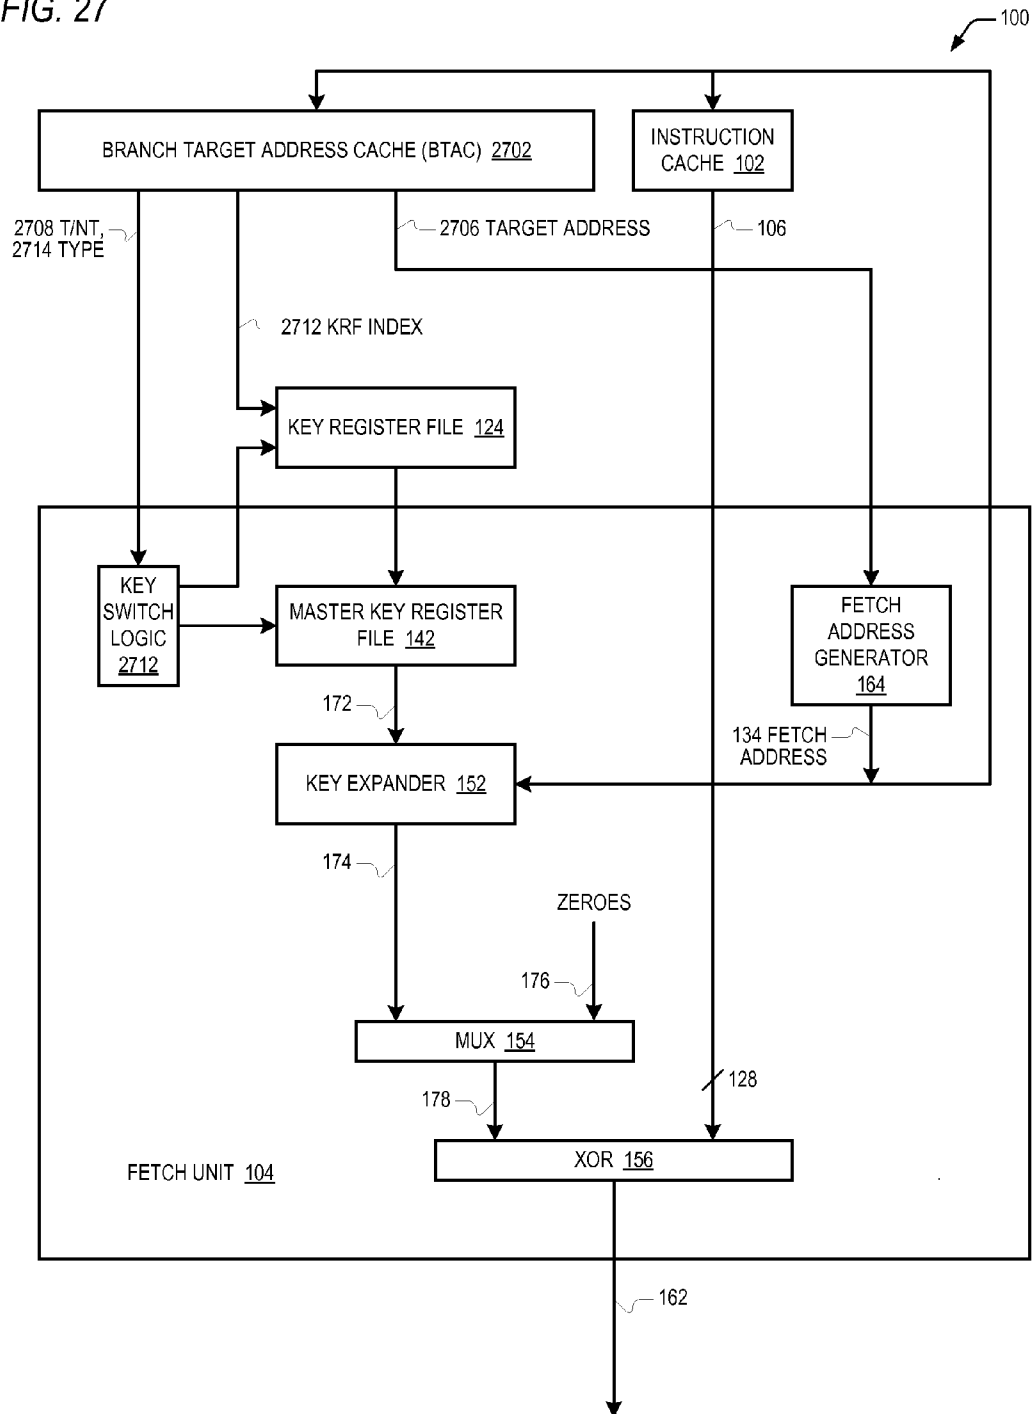 FIG. 27
100
BRANCH TARGET ADDRESS CACHE (BTAC) 2702
INSTRUCTION
CACHE 102
2708 T/NT,
2714 TYPE
2706 TARGET ADDRESS
106
2712 KRF INDEX
KEY REGISTER FILE 124
KEY
SWITCH
LOGIC
2712
MASTER KEY REGISTER
FILE 142
FETCH
ADDRESS
GENERATOR
164
172
134 FETCH
ADDRESS
KEY EXPANDER 152
174
ZEROES
176
MUX 154
128
178
XOR 156
FETCH UNIT 104
162